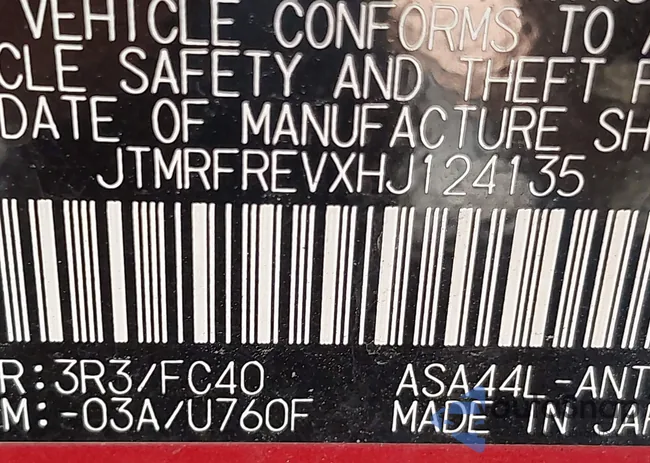 VEHICLE CONFORMS TO
CLE SAFETY AND THEFT
DATE OF MANUFACTURE SH
JTMRFREVXHJ124135
R:3R3/FC40 ASA44L-ANT
M:-03A/U760F MADE IN JAP